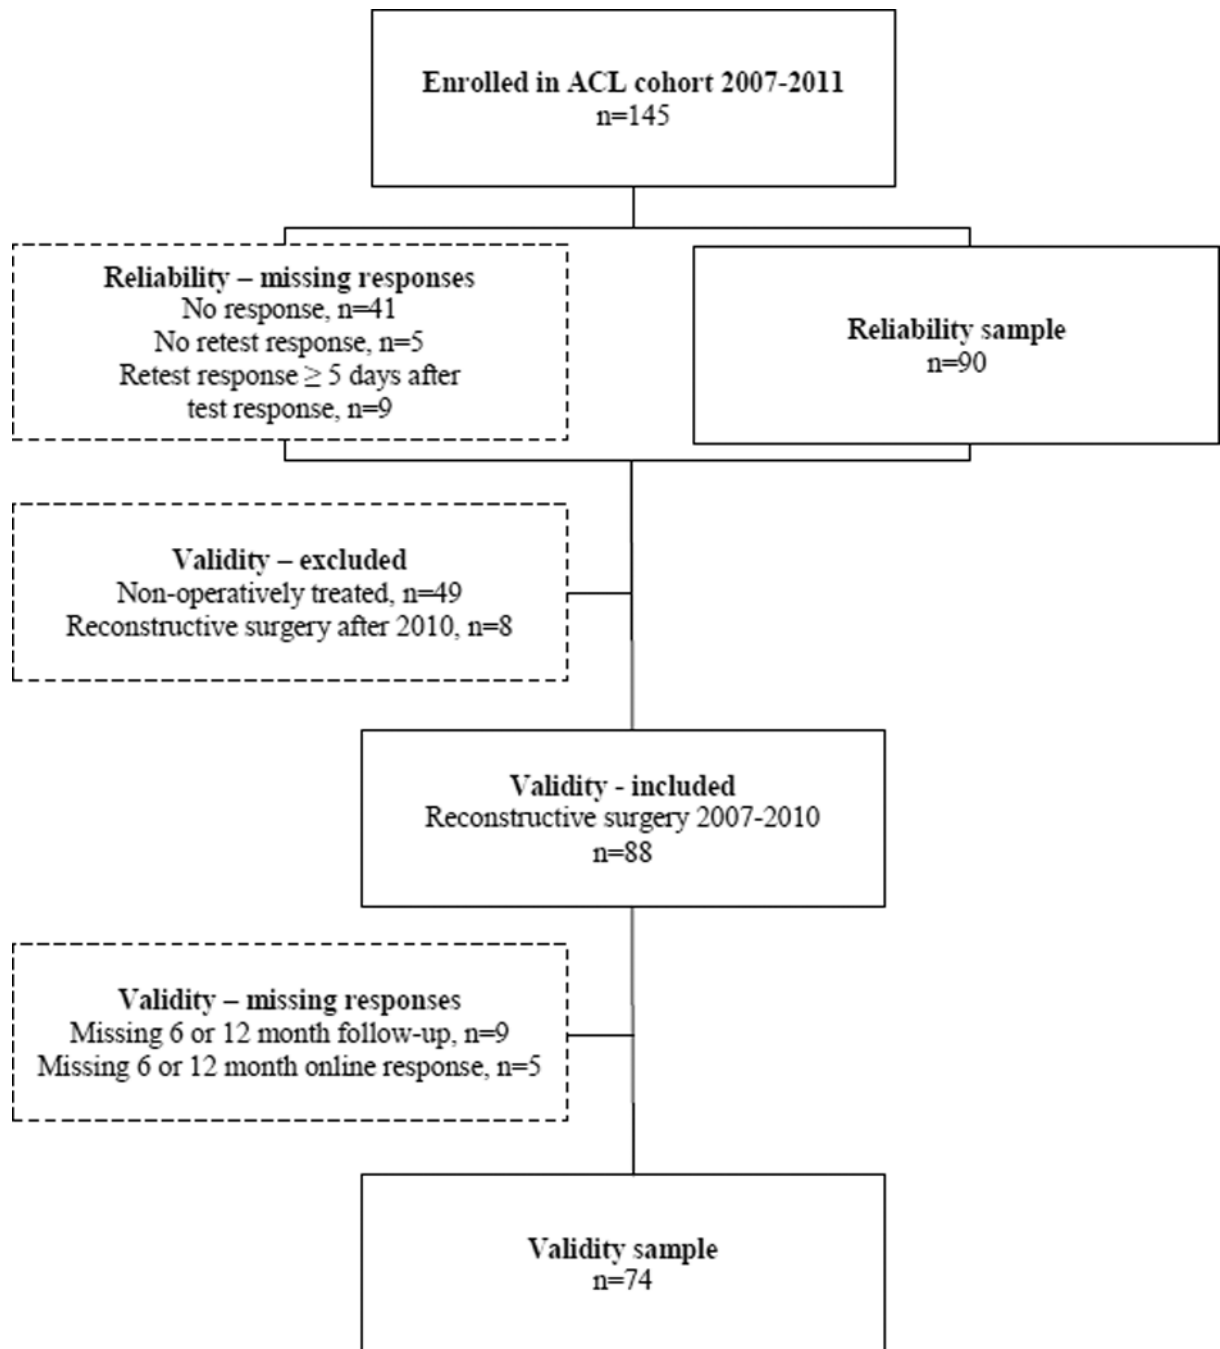 Enrolled in ACL cohort 2007-2011
n=145
Reliability – missing responses
No response, n=41
No retest response, n=5
Retest response ≥ 5 days after
test response, n=9
Reliability sample
n=90
Validity – excluded
Non-operatively treated, n=49
Reconstructive surgery after 2010, n=8
Validity - included
Reconstructive surgery 2007-2010
n=88
Validity – missing responses
Missing 6 or 12 month follow-up, n=9
Missing 6 or 12 month online response, n=5
Validity sample
n=74